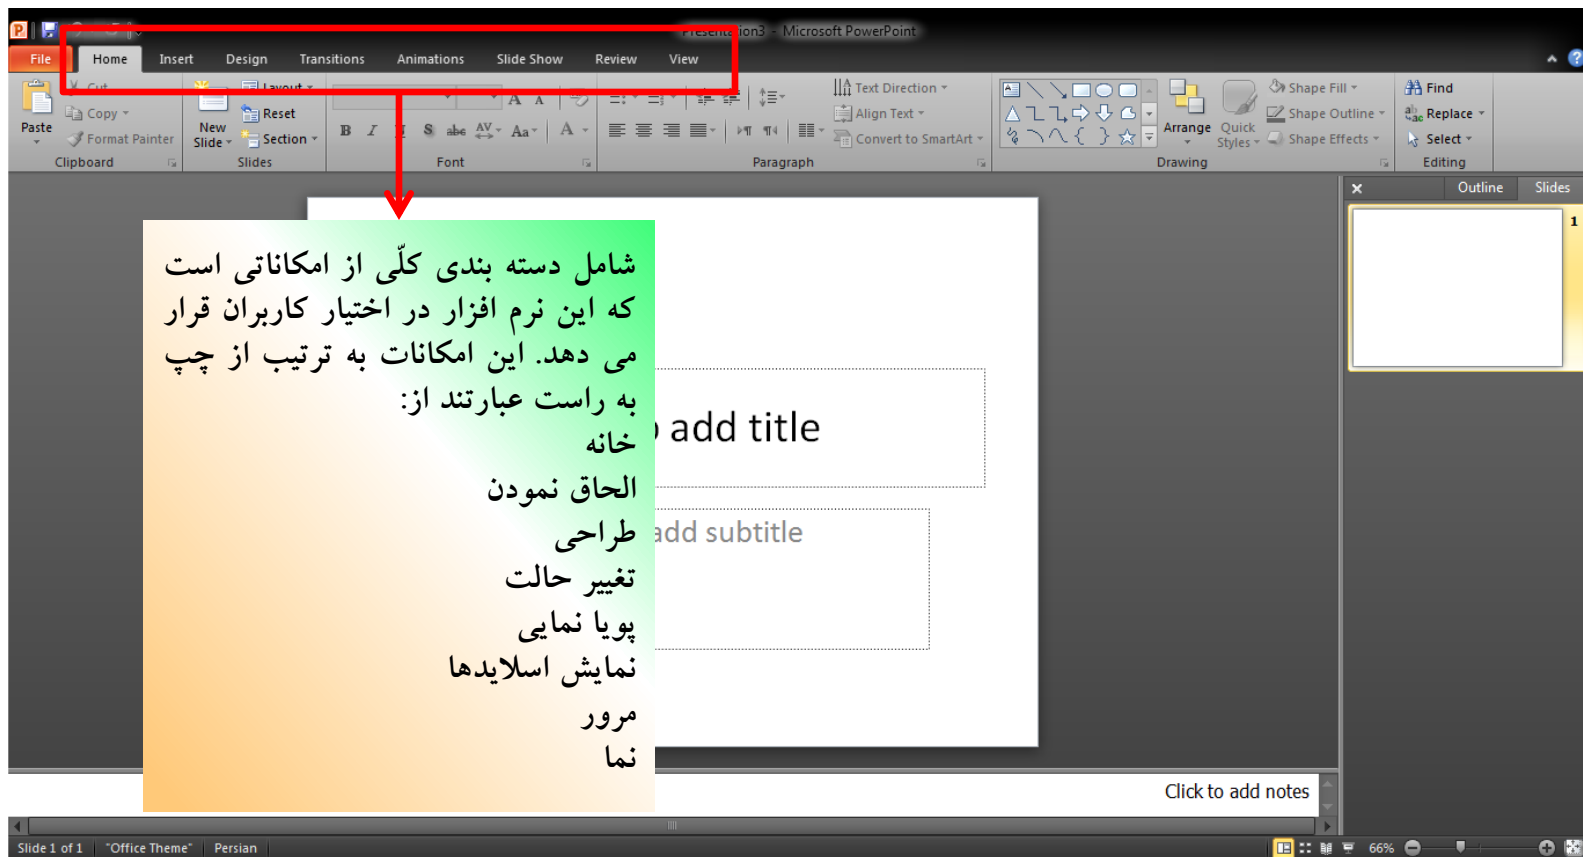 Presentation3 - Microsoft PowerPoint
File Home Insert Design Transitions Animations Slide Show Review View
Paste
Cut
Copy
Format Painter
Clipboard
New Slide
Layout
Reset
Section
Slides
B I U S abc AV Aa A
Font
Text Direction
Align Text
Convert to SmartArt
Paragraph
Arrange
Quick Styles
Shape Fill
Shape Outline
Shape Effects
Drawing
Find
Replace
Select
Editing
Outline Slides
1
شامل دسته بندی کلّی از امکاناتی است
که این نرم افزار در اختیار کاربران قرار
می دهد. این امکانات به ترتیب از چپ
به راست عبارتند از:
خانه
الحاق نمودن
طراحی
تغییر حالت
پویا نمایی
نمایش اسلایدها
مرور
نما
add title
add subtitle
Click to add notes
Slide 1 of 1 "Office Theme" Persian 66%